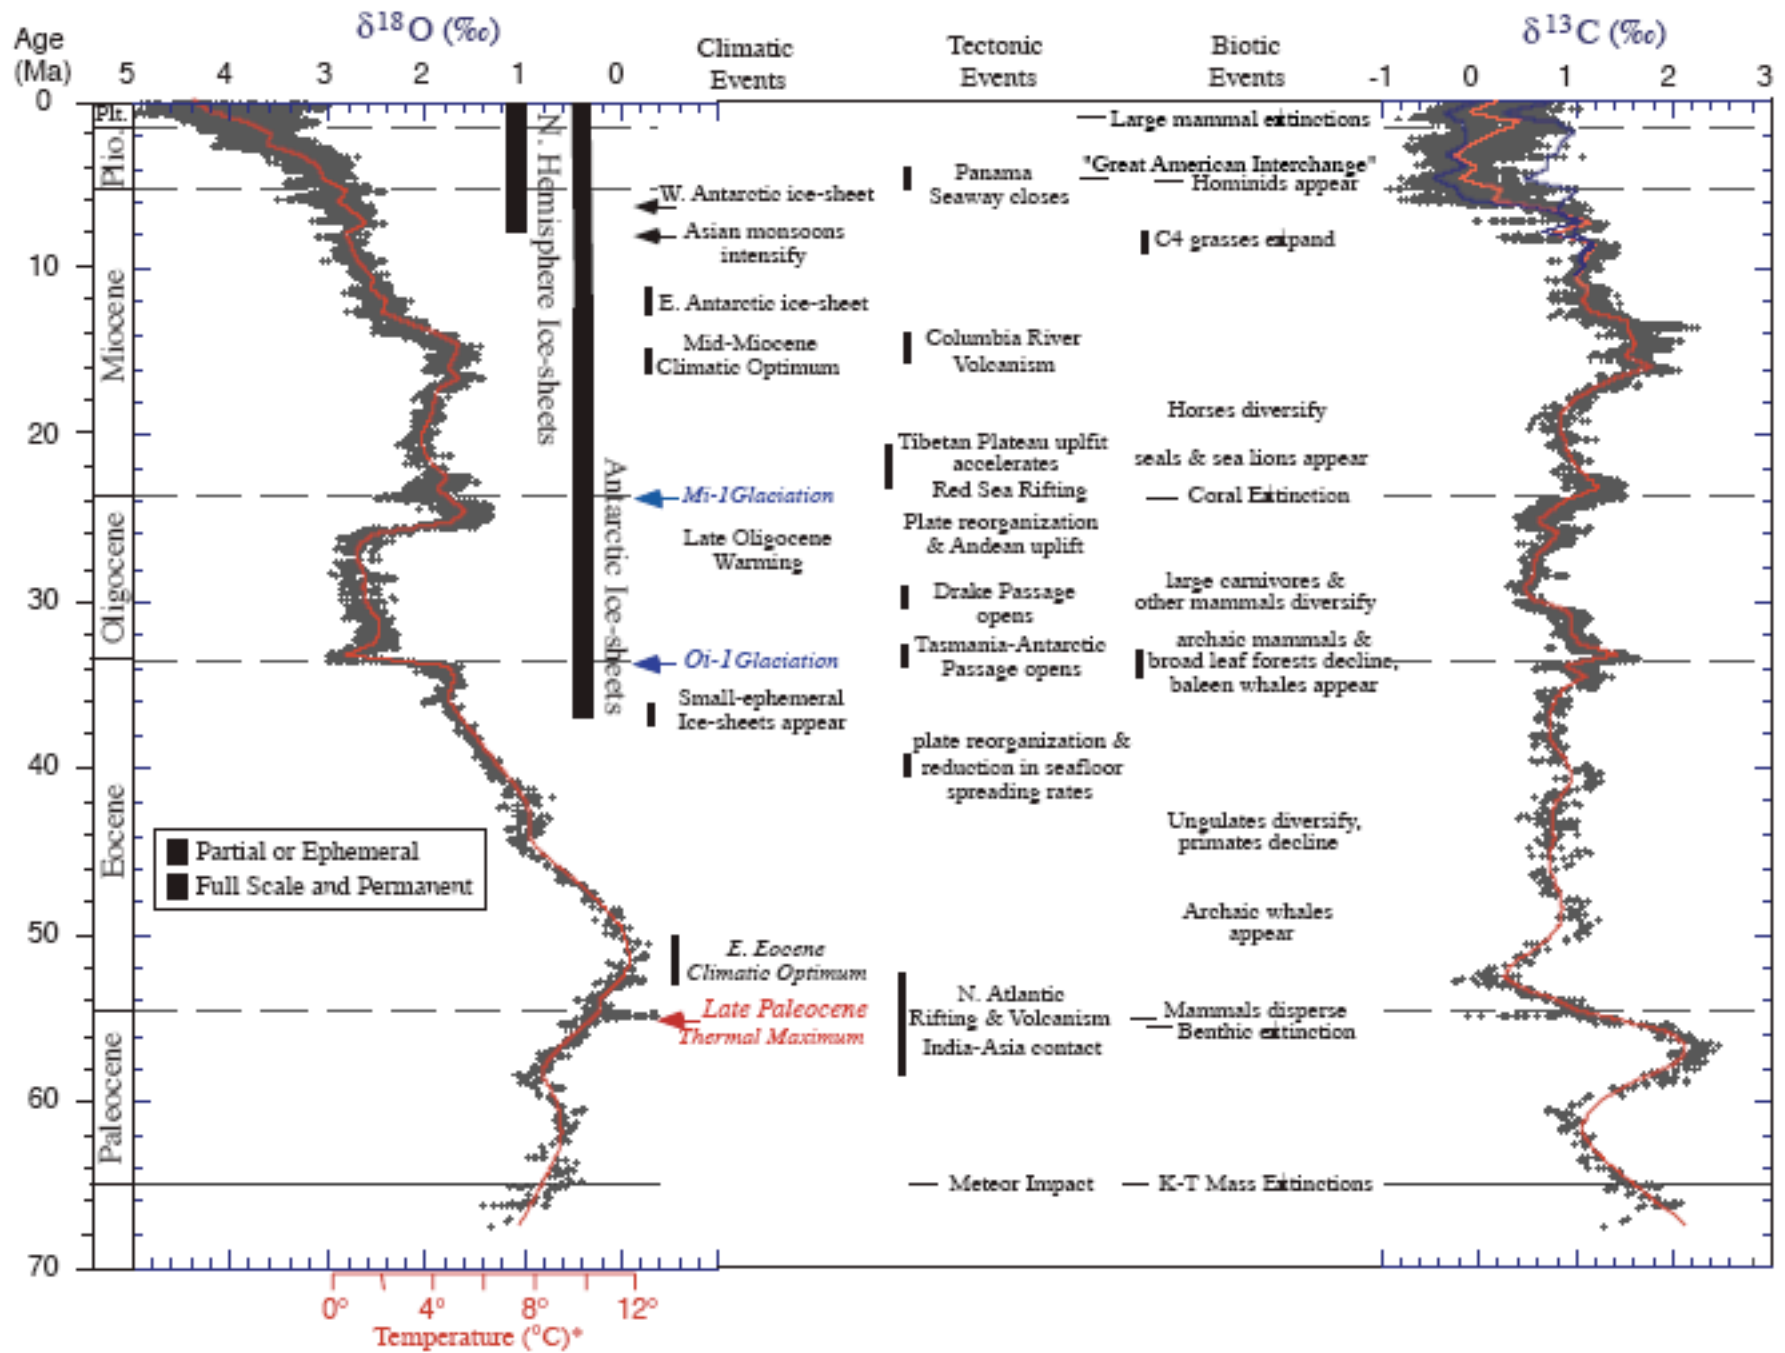 Age
(Ma)
δ18O (‰)
5 4 3 2 1 0
Climatic
Events
Tectonic
Events
Biotic
Events
δ13C (‰)
-1 0 1 2 3
0
10
20
30
40
50
60
70
Plt.
Plio.
Miocene
Oligocene
Eocene
Paleocene
N. Hemisphere Ice-sheets
Antarctic Ice-sheets
W. Antarctic ice-sheet
Asian monsoons
intensify
E. Antarctic ice-sheet
Mid-Miocene
Climatic Optimum
Mi-1Glaciation
Late Oligocene
Warming
Oi-1Glaciation
Small-ephemeral
Ice-sheets appear
E. Eocene
Climatic Optimum
Late Paleocene
Thermal Maximum
Panama
Seaway closes
Columbia River
Volcanism
Tibetan Plateau uplfit
accelerates
Red Sea Rifting
Plate reorganization
& Andean uplift
Drake Passage
opens
Tasmania-Antarctic
Passage opens
plate reorganization &
reduction in seafloor
spreading rates
N. Atlantic
Rifting & Volcanism
India-Asia contact
Meteor Impact
Large mammal extinctions
"Great American Interchange"
Hominids appear
C4 grasses expand
Horses diversify
seals & sea lions appear
Coral Extinction
large carnivores &
other mammals diversify
archaic mammals &
broad leaf forests decline,
baleen whales appear
Ungulates diversify,
primates decline
Archaic whales
appear
Mammals disperse
Benthic extinction
K-T Mass Extinctions
Partial or Ephemeral
Full Scale and Permanent
0° 4° 8° 12°
Temperature (°C)*